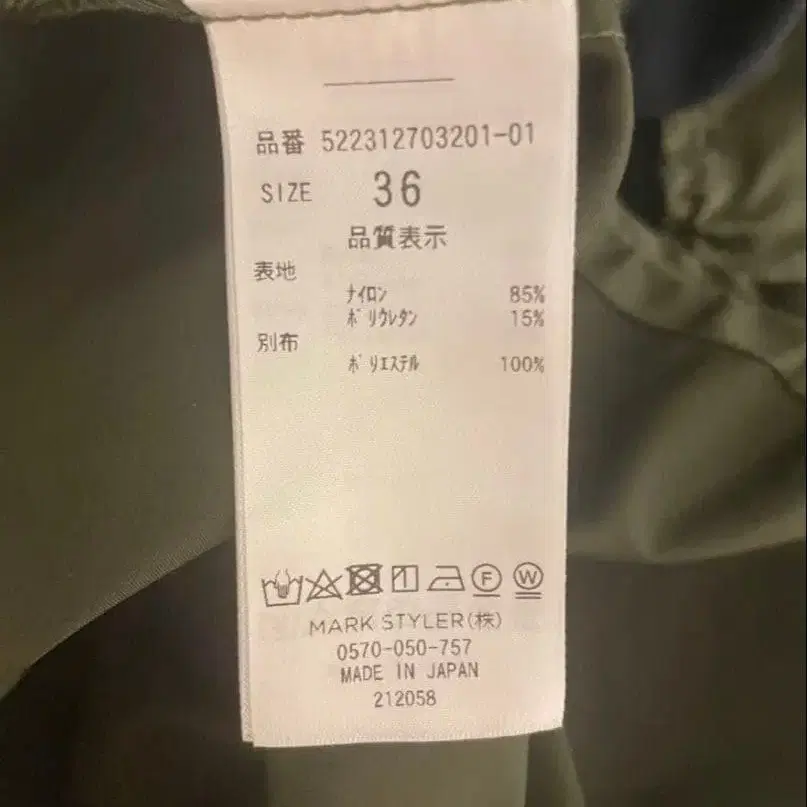 品番 522312703201-01
SIZE 36
品質表示
表地
ﾅｲﾛﾝ 85%
ﾎﾟﾘｳﾚﾀﾝ 15%
別布
ﾎﾟﾘｴｽﾃﾙ 100%
F W
MARK STYLER(株)
0570-050-757
MADE IN JAPAN
212058